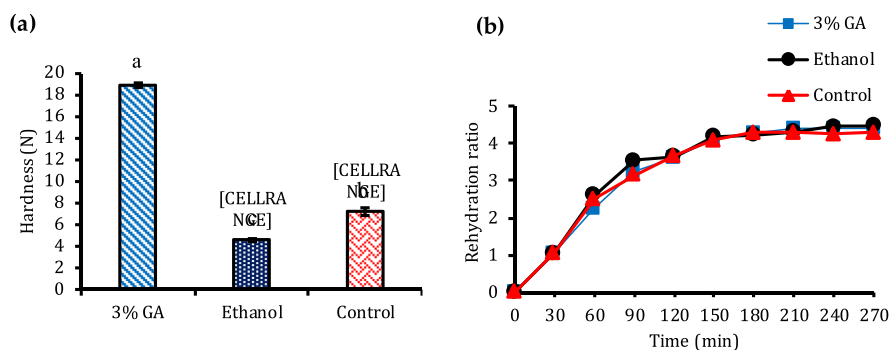 (a)
a
20
18
16
14
12
10
8
6
4
2
0
Hardness (N)
[CELLRA
NGE]
c
[CELLRA
NGE]
b
3% GA
Ethanol
Control
(b)
3% GA
Ethanol
Control
5
4
3
2
1
0
Rehydration ratio
0 30 60 90 120 150 180 210 240 270
Time (min)